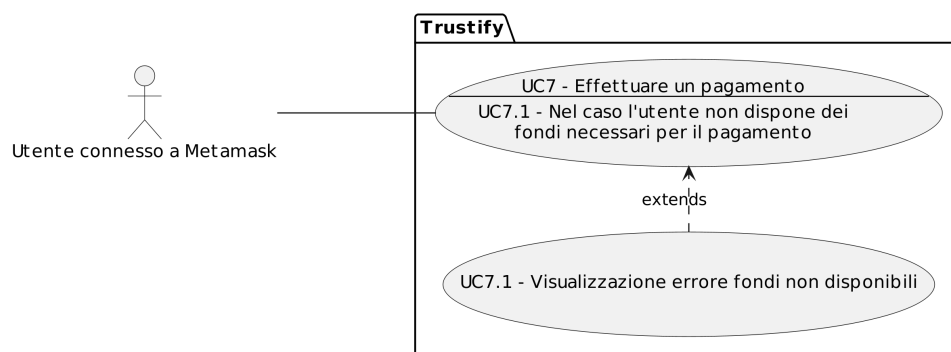 Trustify
UC7 - Effettuare un pagamento
UC7.1 - Nel caso l'utente non dispone dei
fondi necessari per il pagamento
Utente connesso a Metamask
extends
UC7.1 - Visualizzazione errore fondi non disponibili